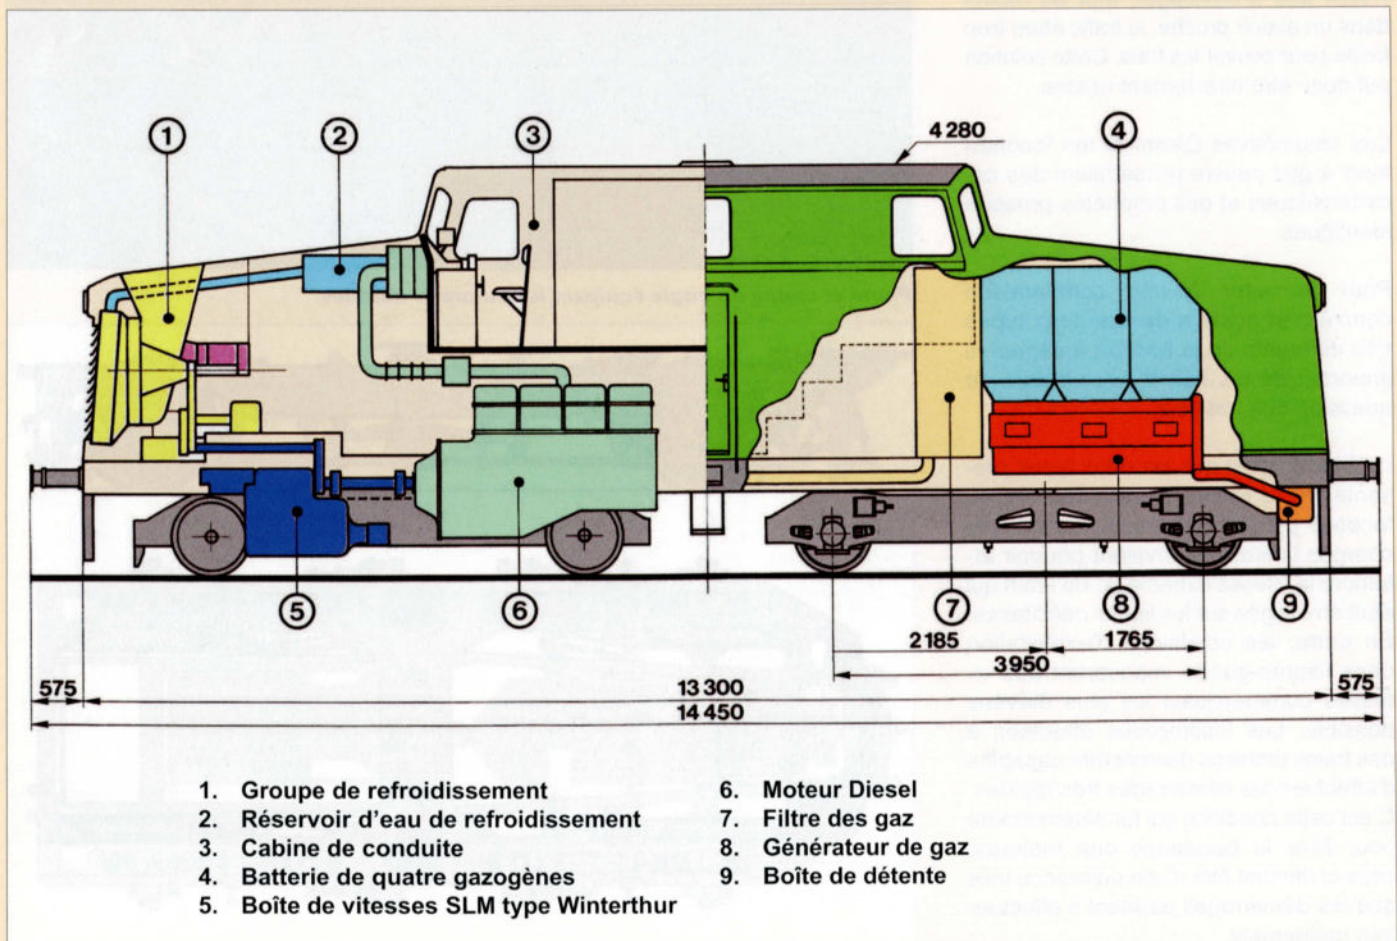 1
2
3
4 280
4
5
6
7
8
9
2 185
1765
3950
575
13 300
575
14 450
1. Groupe de refroidissement
2. Réservoir d'eau de refroidissement
3. Cabine de conduite
4. Batterie de quatre gazogènes
5. Boîte de vitesses SLM type Winterthur
6. Moteur Diesel
7. Filtre des gaz
8. Générateur de gaz
9. Boîte de détente